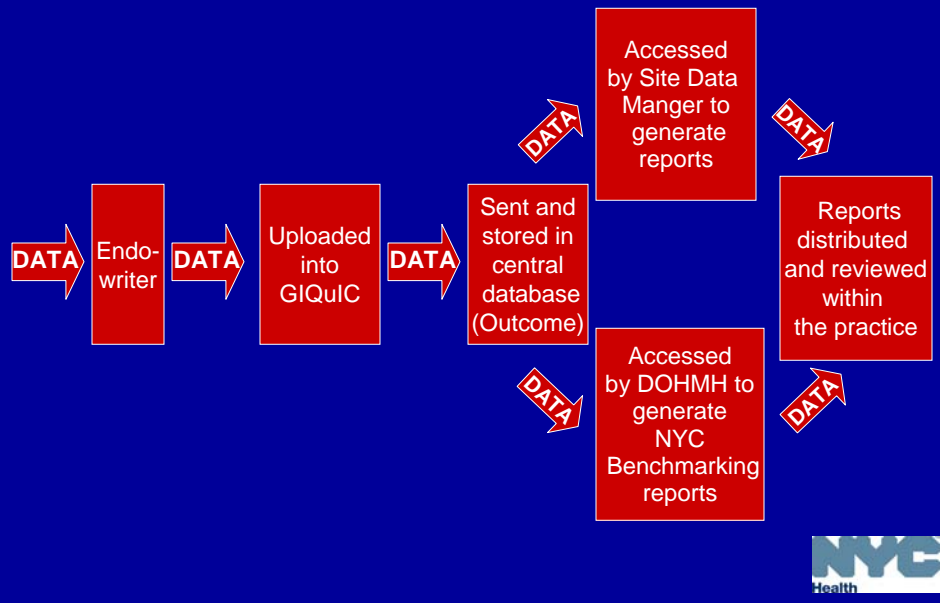 DATA
Endo-
writer
DATA
Uploaded
into
GIQuIC
DATA
Sent and
stored in
central
database
(Outcome)
DATA
Accessed
by Site Data
Manger to
generate
reports
DATA
DATA
Accessed
by DOHMH to
generate
NYC
Benchmarking
reports
DATA
Reports
distributed
and reviewed
within
the practice
NYC
Health